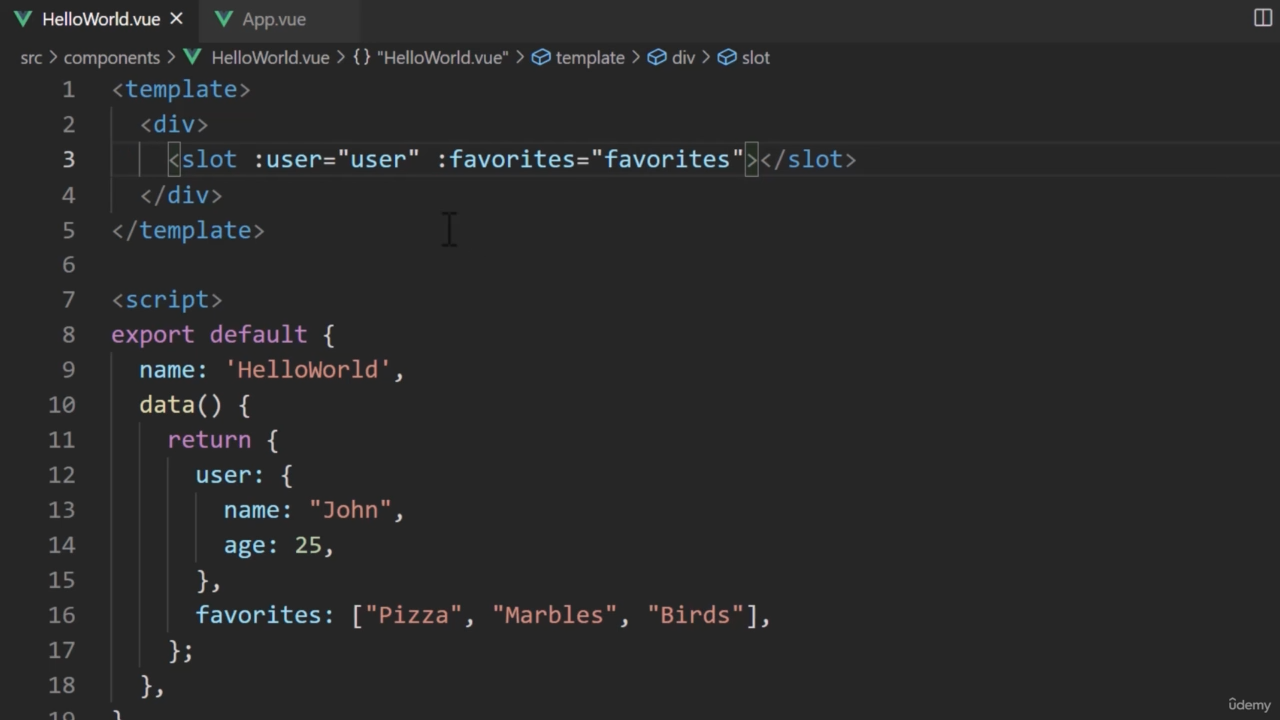 HelloWorld.vue × App.vue
src > components > HelloWorld.vue > {} "HelloWorld.vue" > template > div > slot
1 <template>
2 <div>
3 <slot :user="user" :favorites="favorites"></slot>
4 </div>
5 </template>
6
7 <script>
8 export default {
9 name: 'HelloWorld',
10 data() {
11 return {
12 user: {
13 name: "John",
14 age: 25,
15 },
16 favorites: ["Pizza", "Marbles", "Birds"],
17 };
18 },
19 }
ûdemy